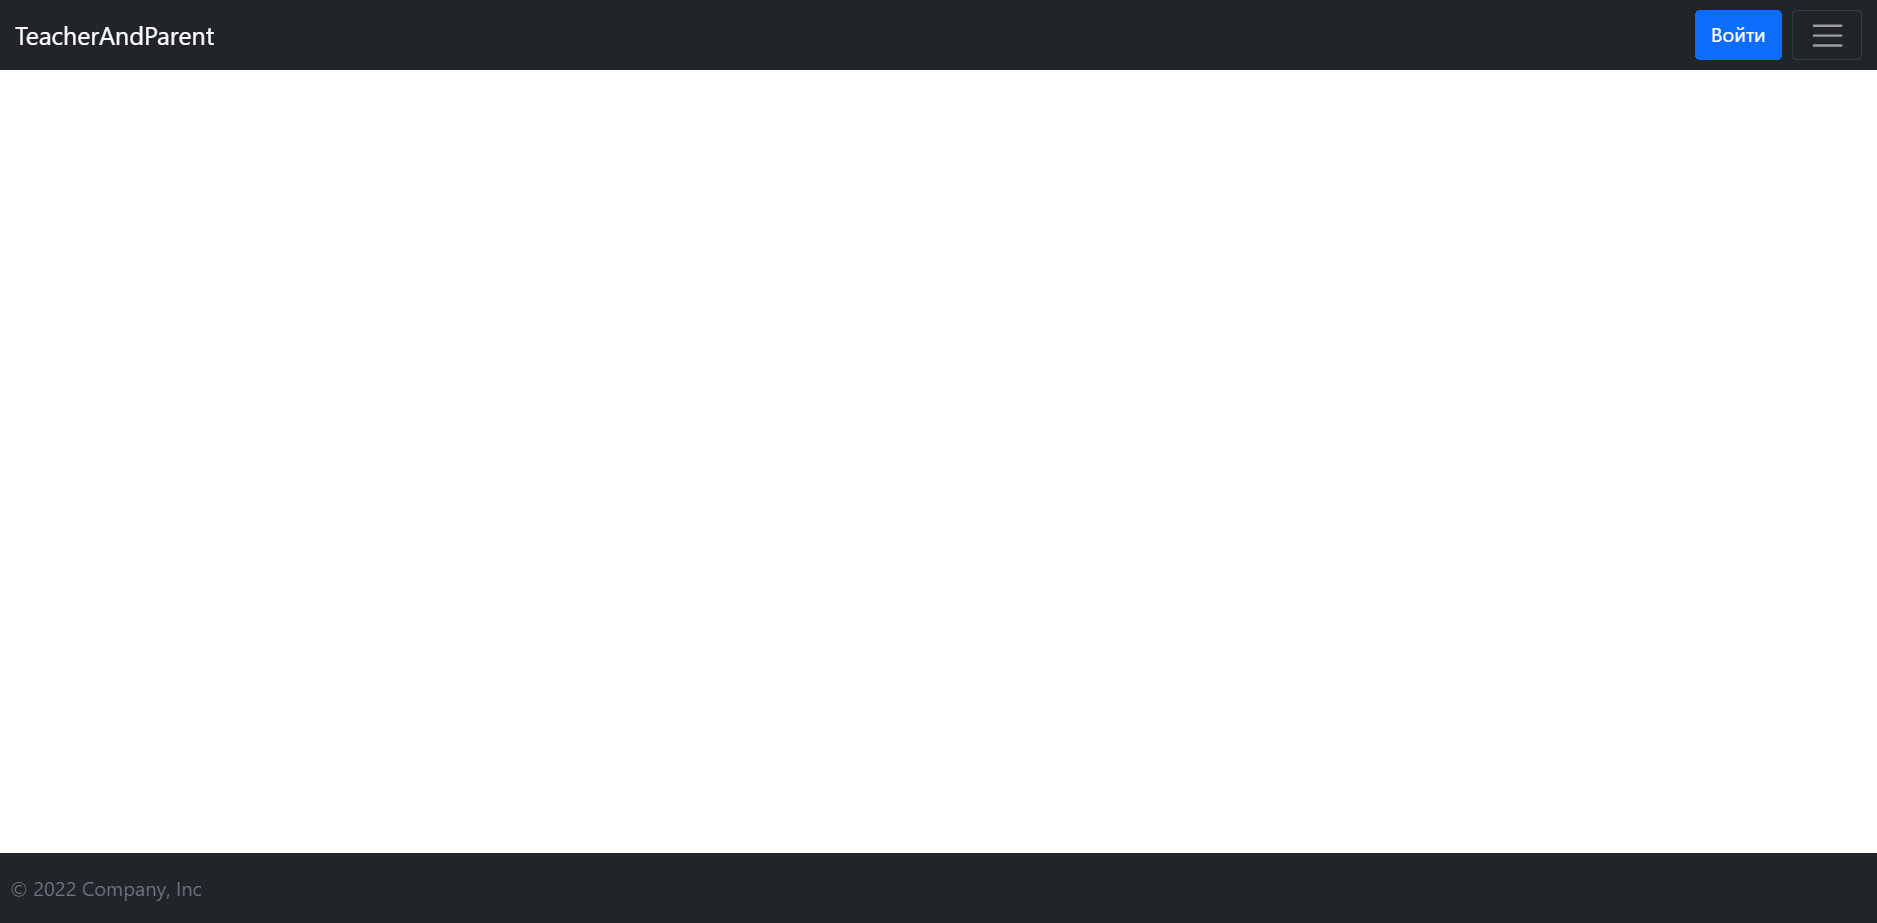 TeacherAndParent
Войти
© 2022 Company, Inc